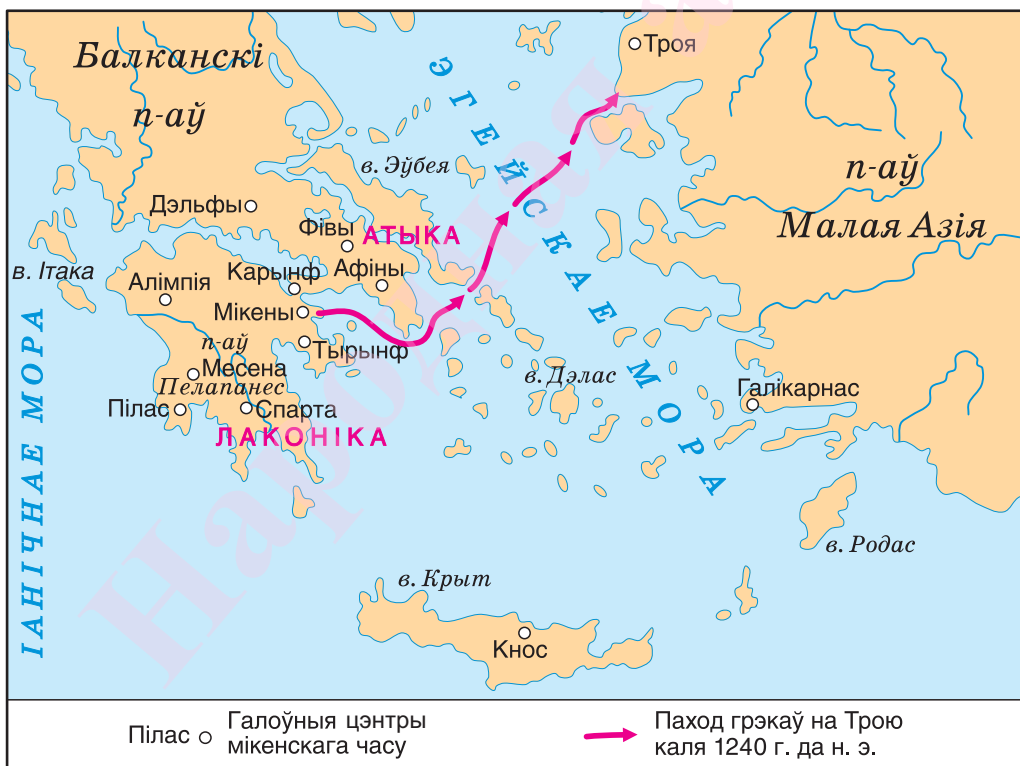 Балканскі
п-аў
Троя
ЭГЕЙСКАЕ МОРА
в. Эўбея
п-аў
Малая Азія
Дэльфы
Фівы
АТЫКА
в. Ітака
Алімпія
Карынф
Афіны
Мікены
п-аў
Тырынф
Месена
Пелапанес
в. Дэлас
Галікарнас
Пілас
Спарта
ЛАКОНІКА
ІАНІЧНАЕ МОРА
в. Родас
в. Крыт
Кнос
Пілас
Галоўныя цэнтры
мікенскага часу
Паход грэкаў на Трою
каля 1240 г. да н. э.
Народная